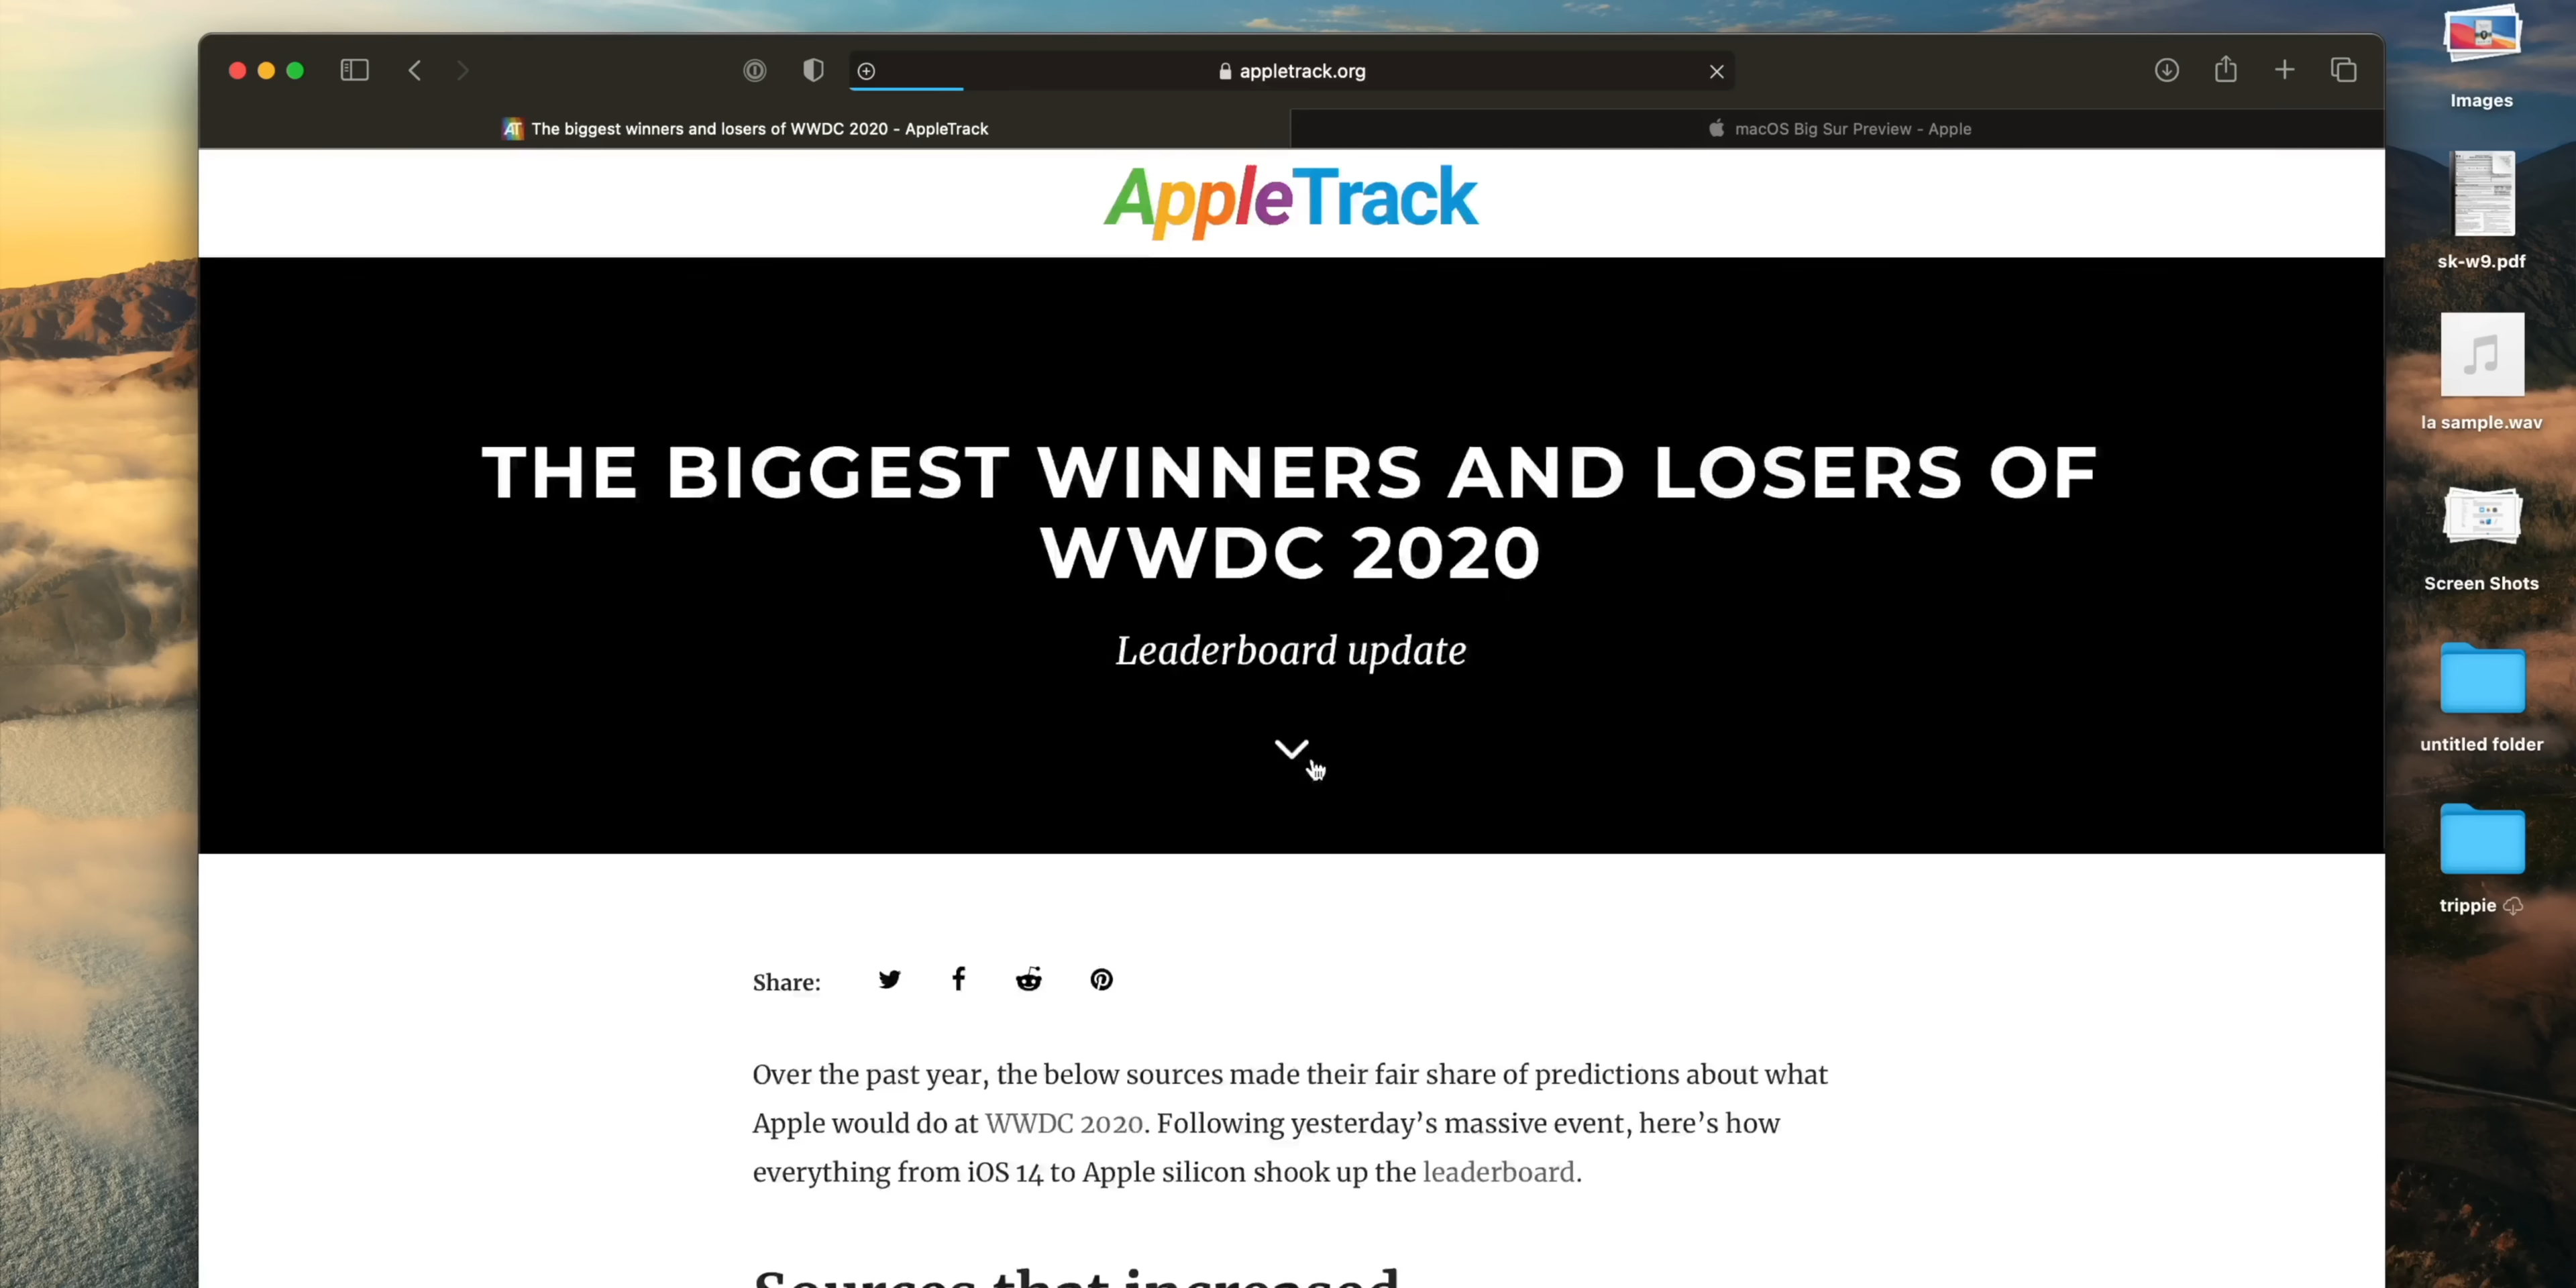 appletrack.org
The biggest winners and losers of WWDC 2020 - AppleTrack
macOS Big Sur Preview - Apple
AppleTrack
THE BIGGEST WINNERS AND LOSERS OF
WWDC 2020
Leaderboard update
Share:
Over the past year, the below sources made their fair share of predictions about what
Apple would do at WWDC 2020. Following yesterday’s massive event, here’s how
everything from iOS 14 to Apple silicon shook up the leaderboard.
Sources that increased
Images
sk-w9.pdf
la sample.wav
Screen Shots
untitled folder
trippie